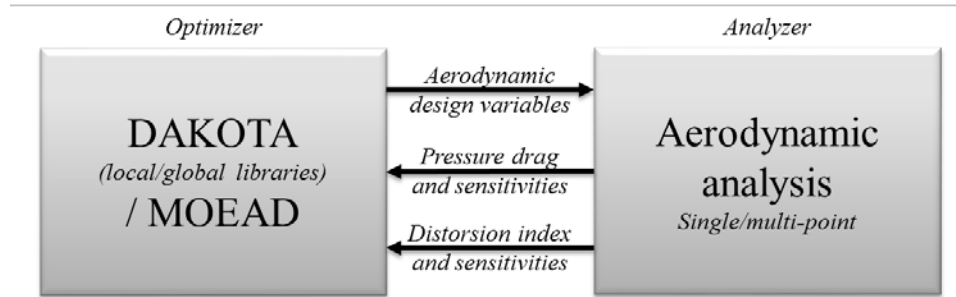 Optimizer
Analyzer
DAKOTA
(local/global libraries)
/ MOEAD
Aerodynamic
design variables
Pressure drag
and sensitivities
Distorsion index
and sensitivities
Aerodynamic
analysis
Single/multi-point